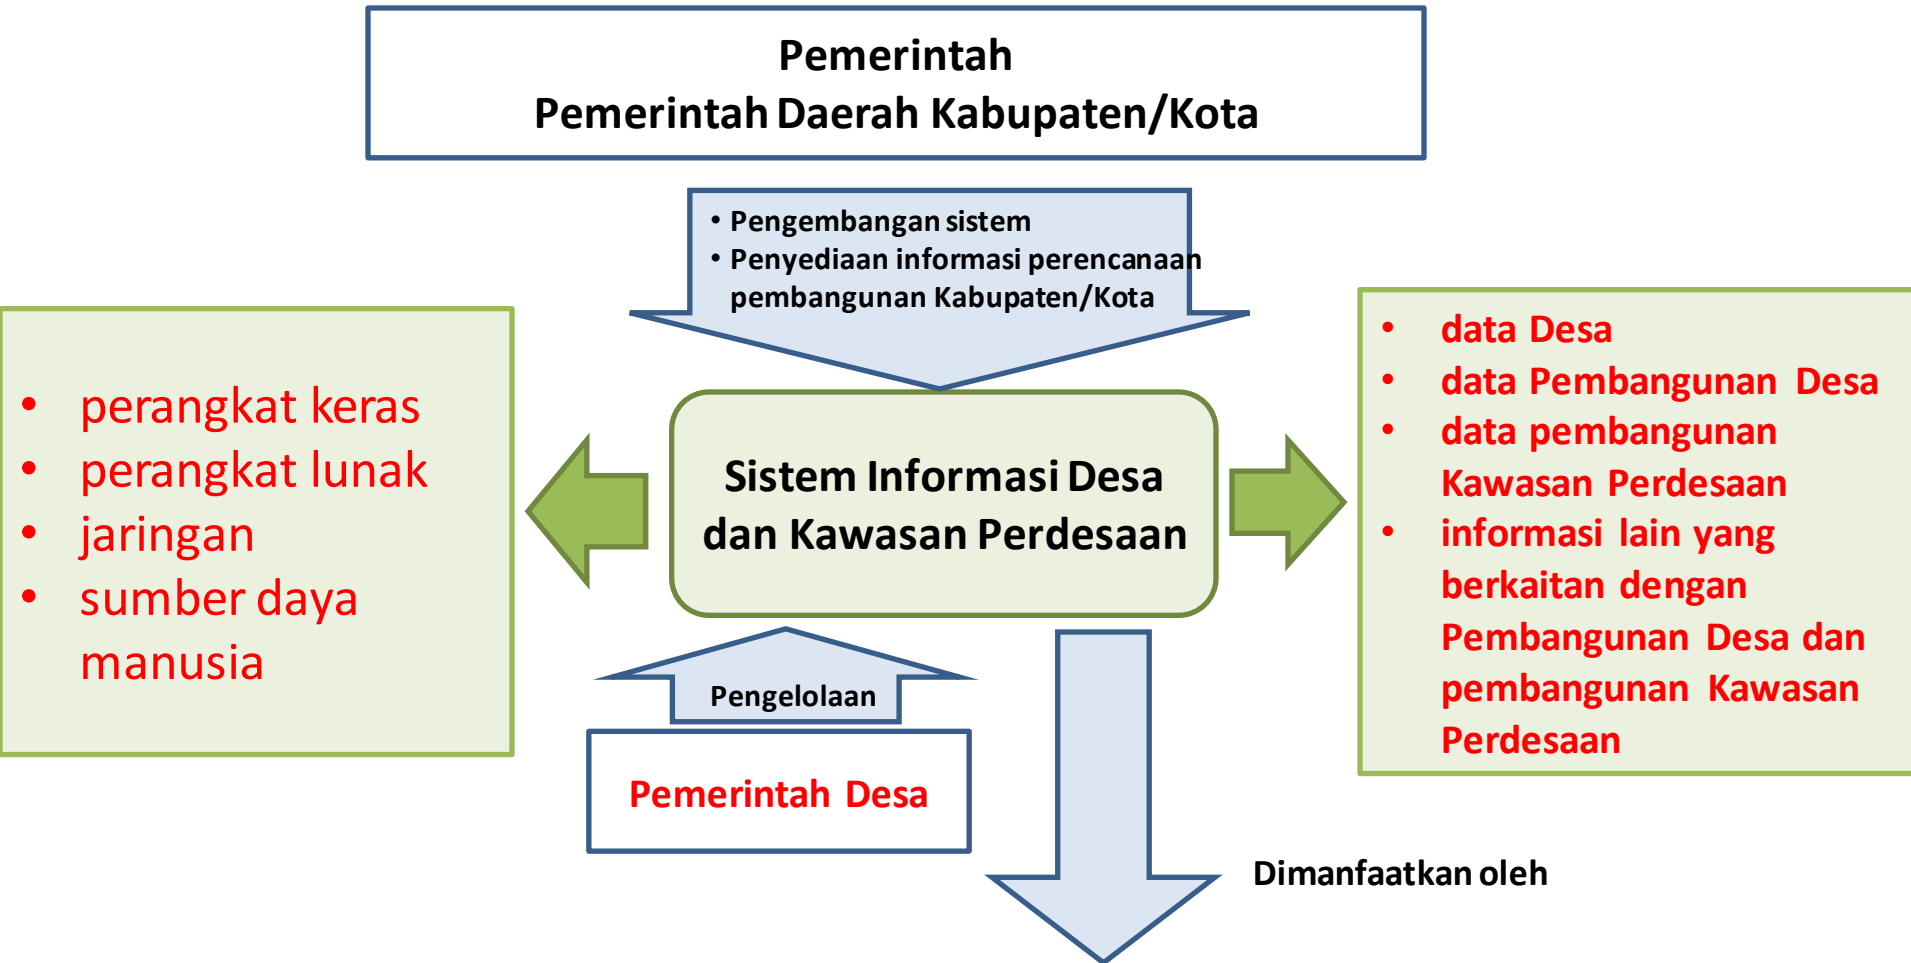 Pemerintah
Pemerintah Daerah Kabupaten/Kota
• Pengembangan sistem
• Penyediaan informasi perencanaan
pembangunan Kabupaten/Kota
• perangkat keras
• perangkat lunak
• jaringan
• sumber daya
manusia
Sistem Informasi Desa
dan Kawasan Perdesaan
• data Desa
• data Pembangunan Desa
• data pembangunan
Kawasan Perdesaan
• informasi lain yang
berkaitan dengan
Pembangunan Desa dan
pembangunan Kawasan
Perdesaan
Pengelolaan
Pemerintah Desa
Dimanfaatkan oleh